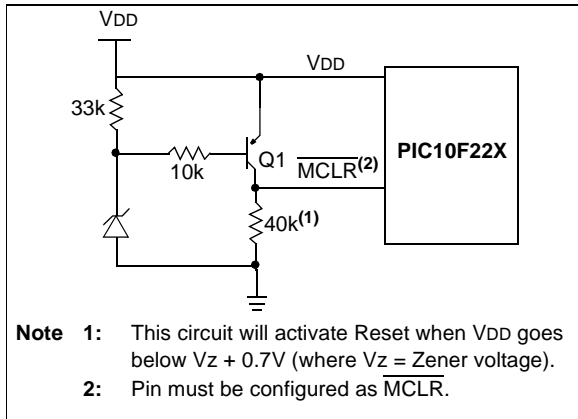 VDD
VDD
33k
Q1
10k
MCLR(2)
PIC10F22X
40k(1)
Note 1: This circuit will activate Reset when VDD goes
below Vz + 0.7V (where Vz = Zener voltage).
2: Pin must be configured as MCLR.